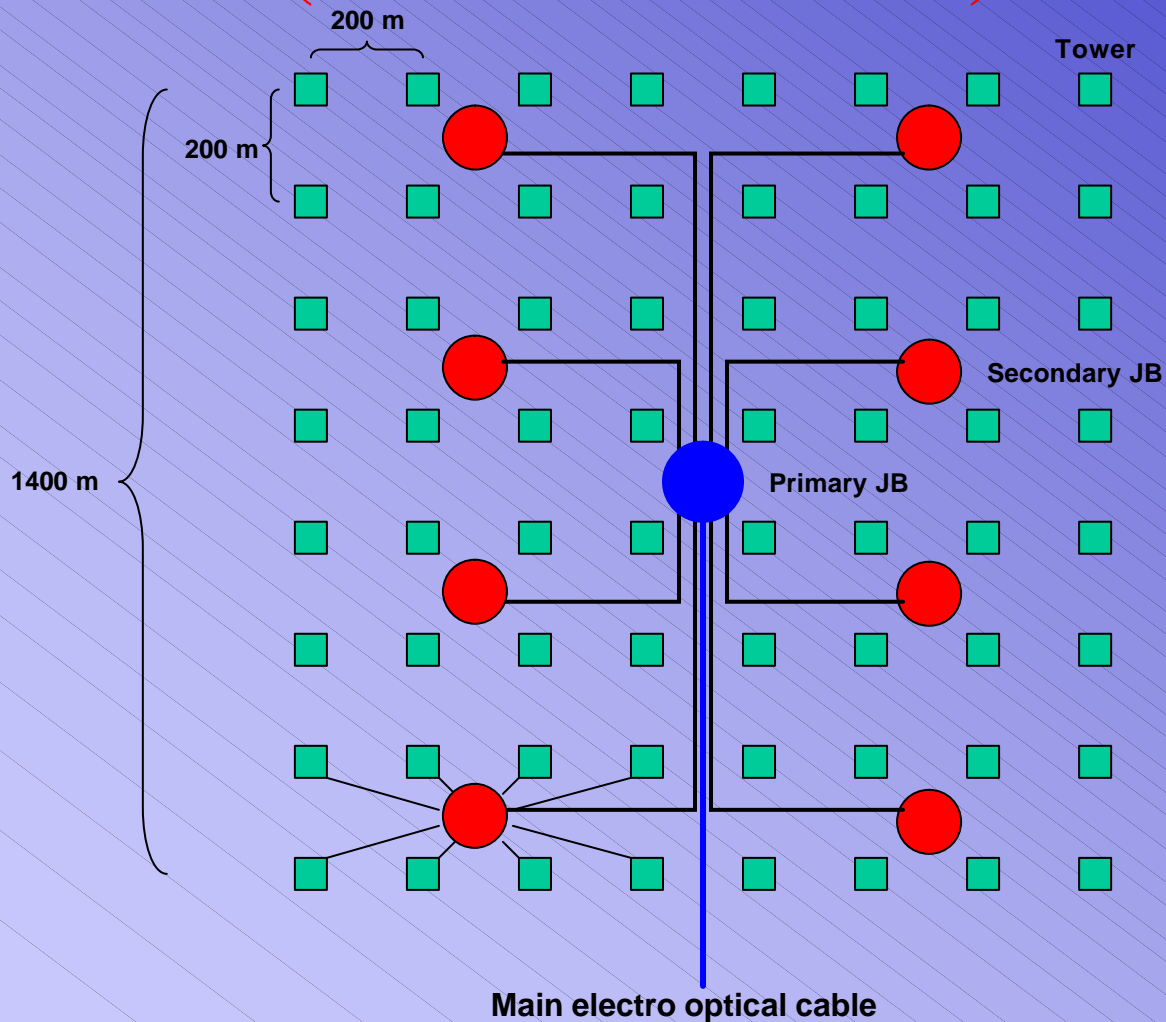 200 m
Tower
200 m
Secondary JB
1400 m
Primary JB
Main electro optical cable